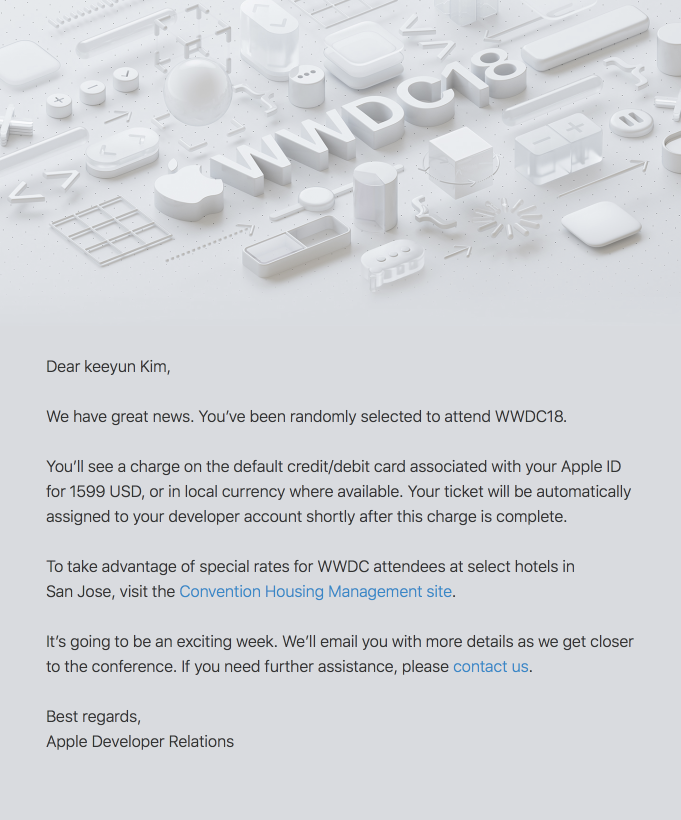 WWDC18
Dear keeyun Kim,
We have great news. You’ve been randomly selected to attend WWDC18.
You’ll see a charge on the default credit/debit card associated with your Apple ID
for 1599 USD, or in local currency where available. Your ticket will be automatically
assigned to your developer account shortly after this charge is complete.
To take advantage of special rates for WWDC attendees at select hotels in
San Jose, visit the Convention Housing Management site.
It’s going to be an exciting week. We’ll email you with more details as we get closer
to the conference. If you need further assistance, please contact us.
Best regards,
Apple Developer Relations